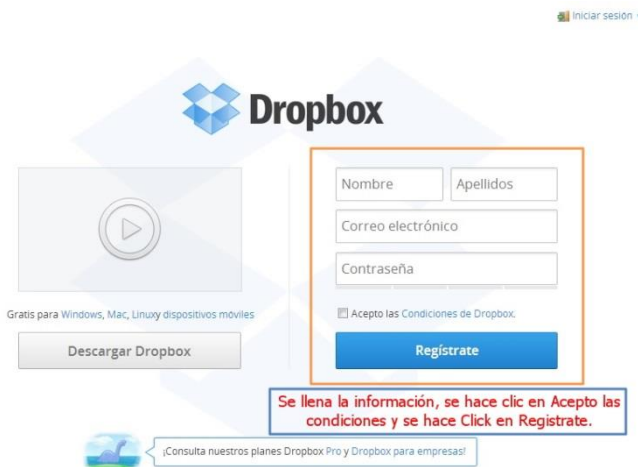 Iniciar sesión
Dropbox
Nombre
Apellidos
Correo electrónico
Contraseña
Gratis para Windows, Mac, Linuxy dispositivos móviles
Acepto las Condiciones de Dropbox.
Descargar Dropbox
Regístrate
Se llena la información, se hace clic en Acepto las
condiciones y se hace Click en Registrate.
¡Consulta nuestros planes Dropbox Pro y Dropbox para empresas!